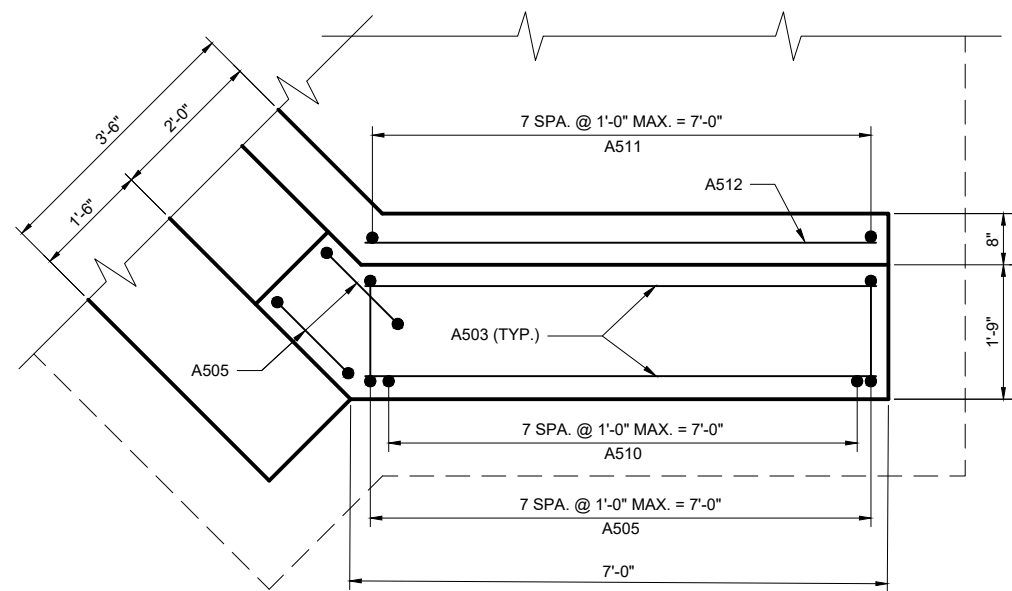 3'-6"
2'-0"
1'-6"
7 SPA. @ 1'-0" MAX. = 7'-0"
A511
A512
8"
1'-9"
A503 (TYP.)
A505
7 SPA. @ 1'-0" MAX. = 7'-0"
A510
7 SPA. @ 1'-0" MAX. = 7'-0"
A505
7'-0"